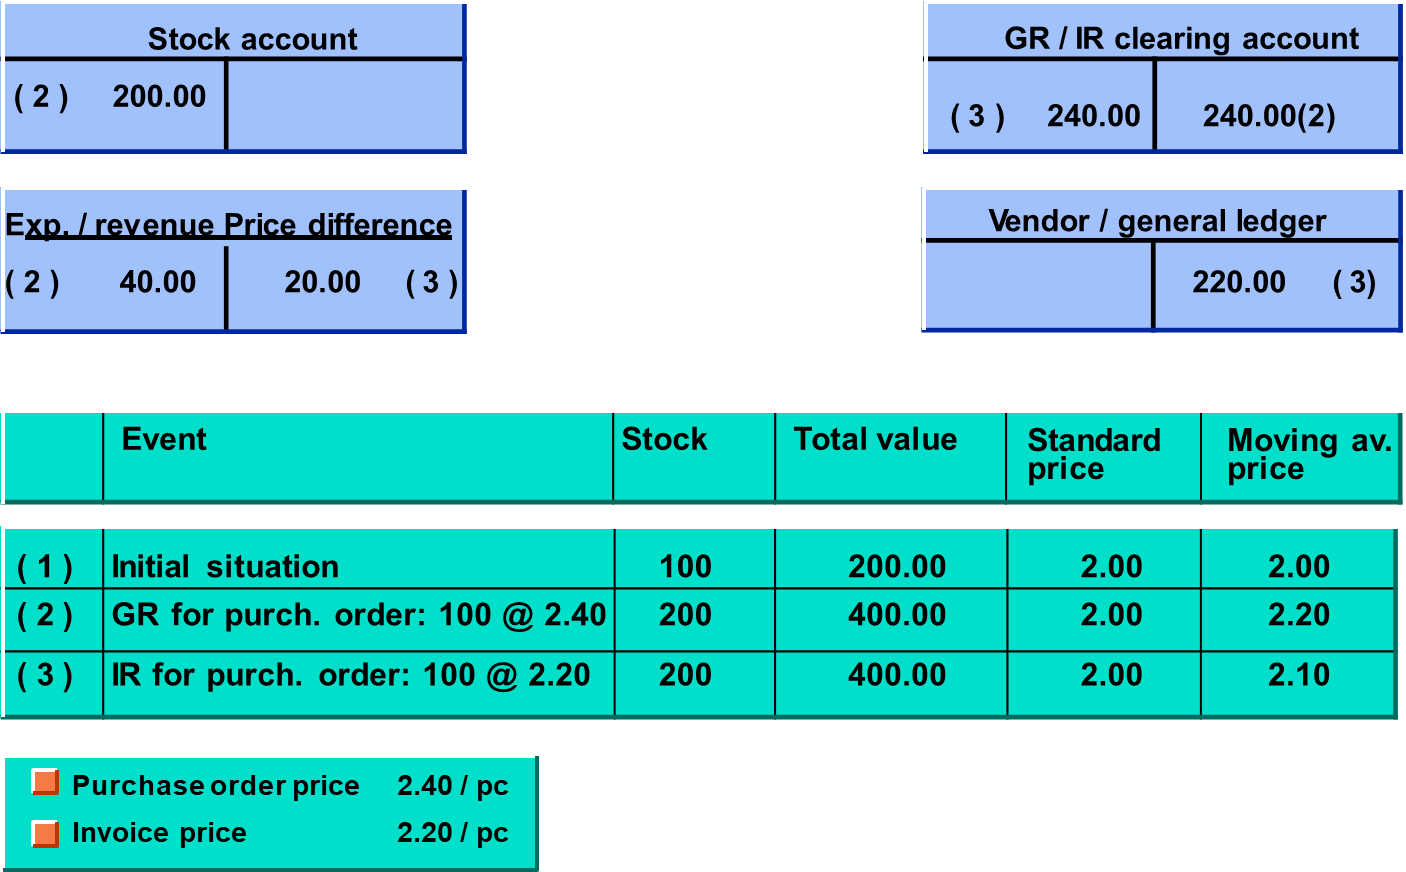 Stock account
( 2 ) 200.00
GR / IR clearing account
( 3 ) 240.00 240.00(2)
Exp. / revenue Price difference
( 2 ) 40.00 20.00 ( 3 )
Vendor / general ledger
220.00 ( 3)
Event Stock Total value Standard price Moving av. price
( 1 ) Initial situation 100 200.00 2.00 2.00
( 2 ) GR for purch. order: 100 @ 2.40 200 400.00 2.00 2.20
( 3 ) IR for purch. order: 100 @ 2.20 200 400.00 2.00 2.10
Purchase order price 2.40 / pc
Invoice price 2.20 / pc